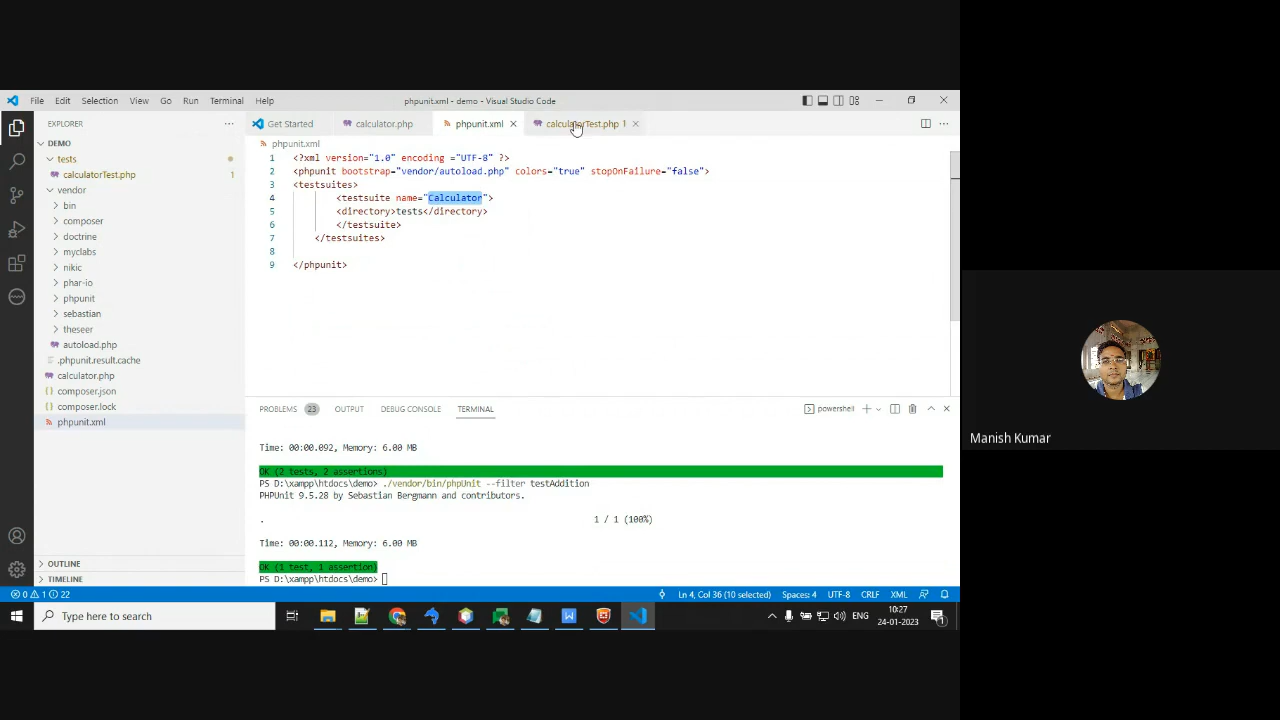 File Edit Selection View Go Run Terminal Help
phpunit.xml - demo - Visual Studio Code
EXPLORER
DEMO
tests
calculatorTest.php 1
vendor
bin
composer
doctrine
myclabs
nikic
phar-io
phpunit
sebastian
theseer
autoload.php
.phpunit.result.cache
calculator.php
composer.json
composer.lock
phpunit.xml
OUTLINE
TIMELINE
Get Started calculator.php phpunit.xml calculatorTest.php 1
phpunit.xml
1 <?xml version="1.0" encoding ="UTF-8" ?>
2 <phpunit bootstrap="vendor/autoload.php" colors="true" stopOnFailure="false">
3 <testsuites>
4 <testsuite name="Calculator">
5 <directory>tests</directory>
6 </testsuite>
7 </testsuites>
8
9 </phpunit>
PROBLEMS 23 OUTPUT DEBUG CONSOLE TERMINAL
powershell
Time: 00:00.092, Memory: 6.00 MB
OK (2 tests, 2 assertions)
PS D:\xampp\htdocs\demo> ./vendor/bin/phpUnit --filter testAddition
PHPUnit 9.5.28 by Sebastian Bergmann and contributors.
. 1 / 1 (100%)
Time: 00:00.112, Memory: 6.00 MB
OK (1 test, 1 assertion)
PS D:\xampp\htdocs\demo>
0 1 22
Ln 4, Col 36 (10 selected) Spaces: 4 UTF-8 CRLF XML
Type here to search
ENG
10:27
24-01-2023
1
Manish Kumar